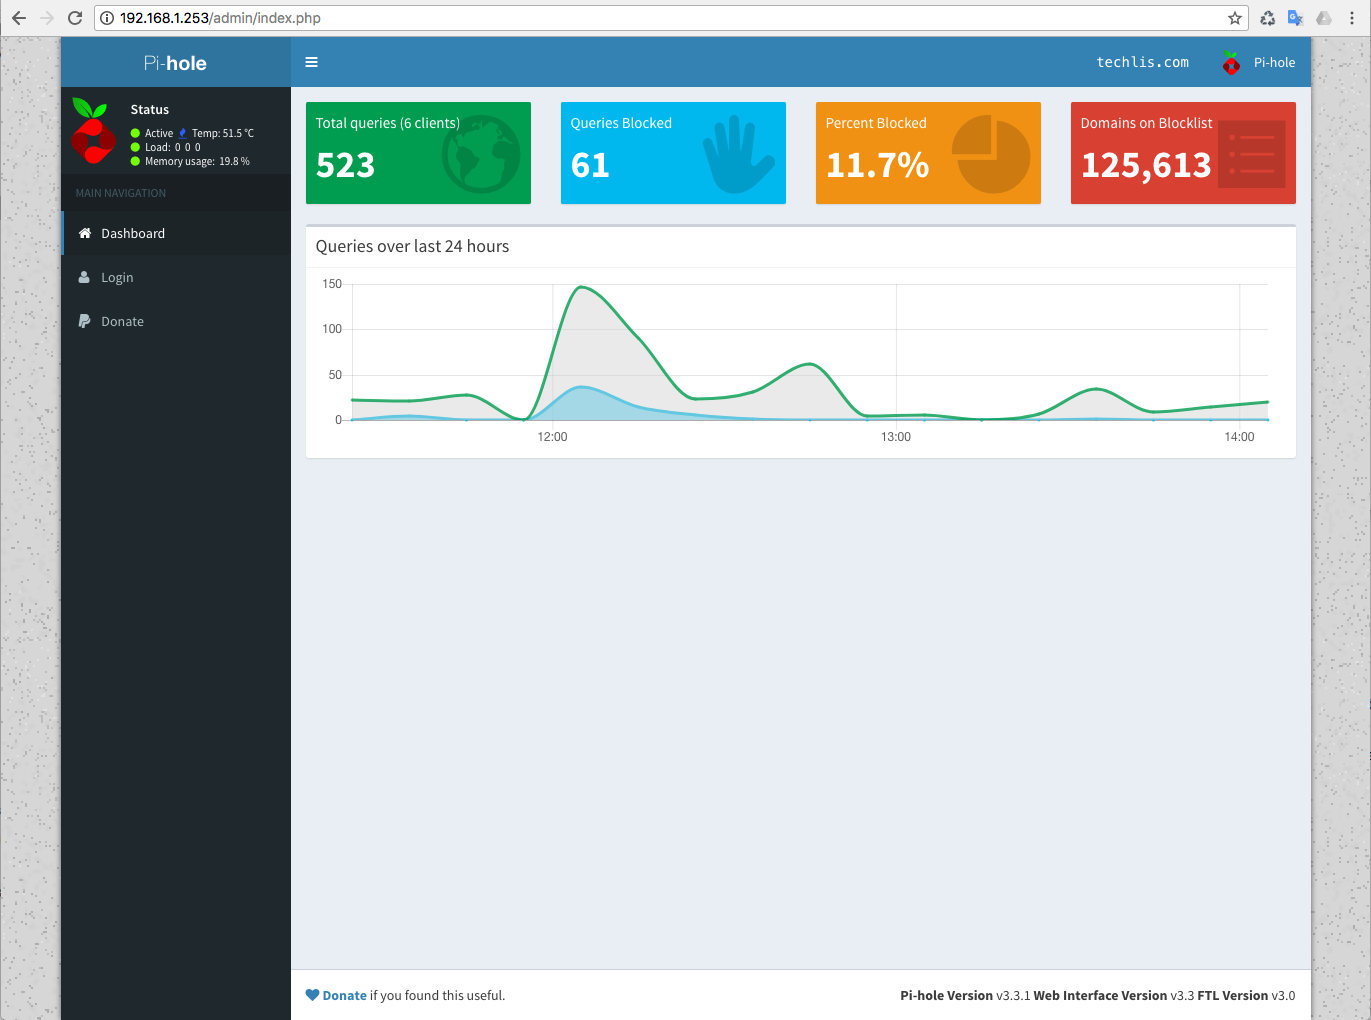 192.168.1.253/admin/index.php
Pi-hole
techlis.com
Pi-hole
Status
Active Temp: 51.5 °C
Load: 0 0 0
Memory usage: 19.8 %
MAIN NAVIGATION
Dashboard
Login
Donate
Total queries (6 clients)
523
Queries Blocked
61
Percent Blocked
11.7%
Domains on Blocklist
125,613
Queries over last 24 hours
150
100
50
0
12:00 13:00 14:00
Donate if you found this useful.
Pi-hole Version v3.3.1 Web Interface Version v3.3 FTL Version v3.0